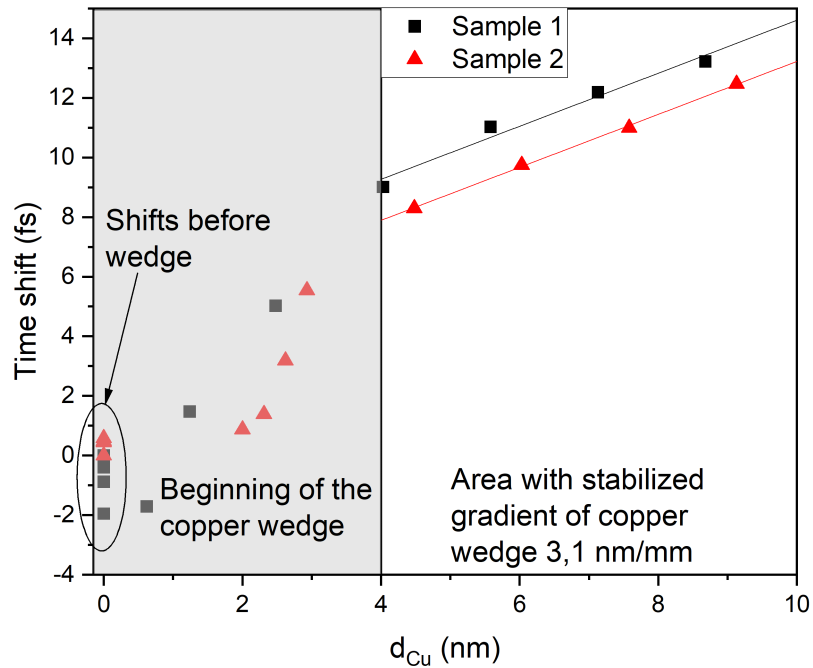 Sample 1
Sample 2
Shifts before
wedge
Beginning of the
copper wedge
Area with stabilized
gradient of copper
wedge 3,1 nm/mm
Time shift (fs)
14
12
10
8
6
4
2
0
-2
-4
0
2
4
6
8
10
d_Cu (nm)